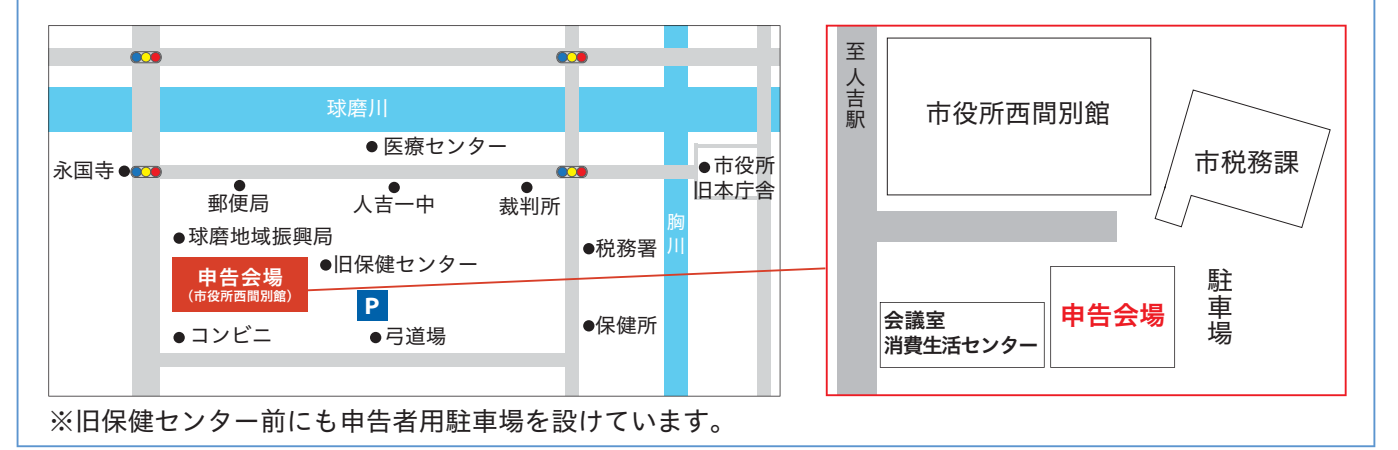 球磨川
●医療センター
永国寺●
●市役所
旧本庁舎
●
郵便局
●
人吉一中
●
裁判所
●球磨地域振興局
●税務署
胸川
申告会場
(市役所西間別館)
●旧保健センター
P
●コンビニ
●弓道場
●保健所
至人吉駅
市役所西間別館
市税務課
駐車場
会議室
消費生活センター
申告会場
※旧保健センター前にも申告者用駐車場を設けています。